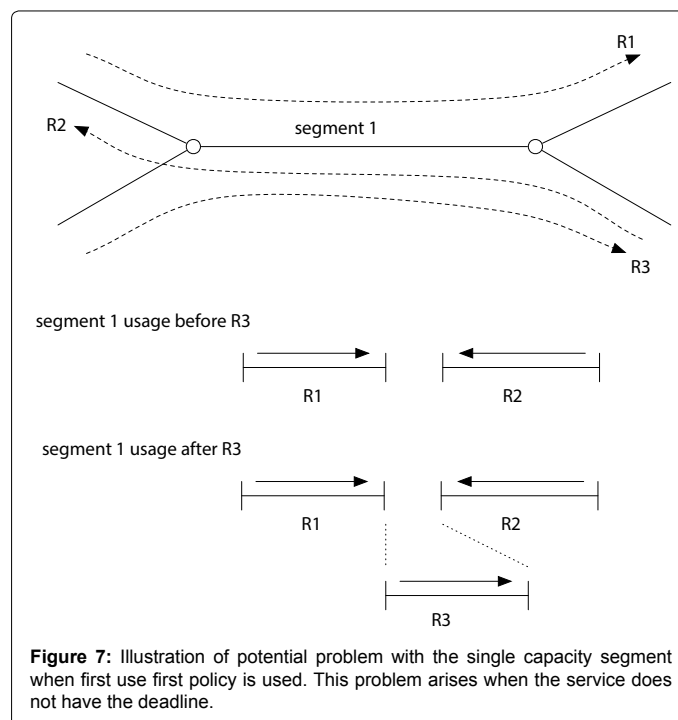 R1
segment 1
R2
R3
segment 1 usage before R3
R1 R2
segment 1 usage after R3
R1 R2
R3
Figure 7: Illustration of potential problem with the single capacity segment
when first use first policy is used. This problem arises when the service does
not have the deadline.